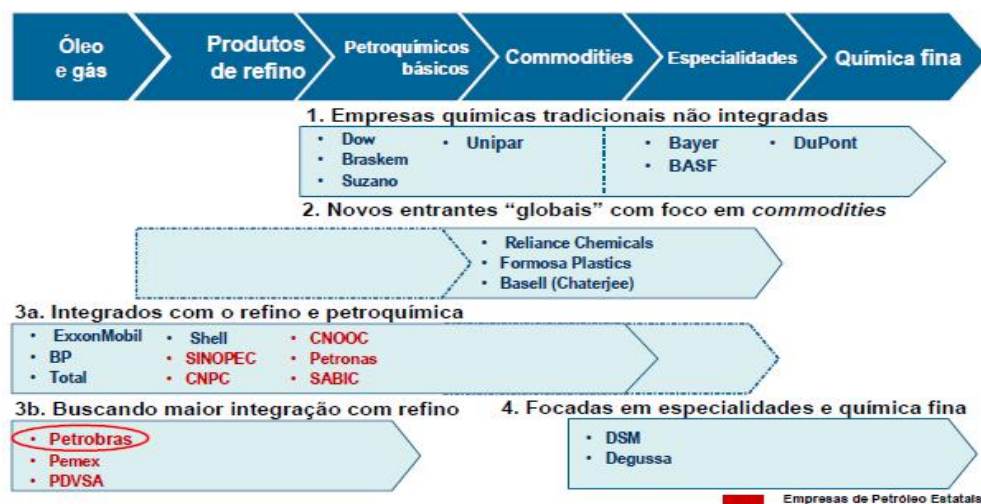 Óleo
e gás
Produtos
de refino
Petroquímicos
básicos
Commodities
Especialidades
Química fina
1. Empresas químicas tradicionais não integradas
• Dow
• Braskem
• Suzano
• Unipar
• Bayer
• BASF
• DuPont
2. Novos entrantes “globais” com foco em commodities
• Reliance Chemicals
• Formosa Plastics
• Basell (Chaterjee)
3a. Integrados com o refino e petroquímica
• ExxonMobil
• BP
• Total
• Shell
• SINOPEC
• CNPC
• CNOOC
• Petronas
• SABIC
3b. Buscando maior integração com refino
• Petrobras
• Pemex
• PDVSA
4. Focadas em especialidades e química fina
• DSM
• Degussa
Empresas de Petróleo Estatais